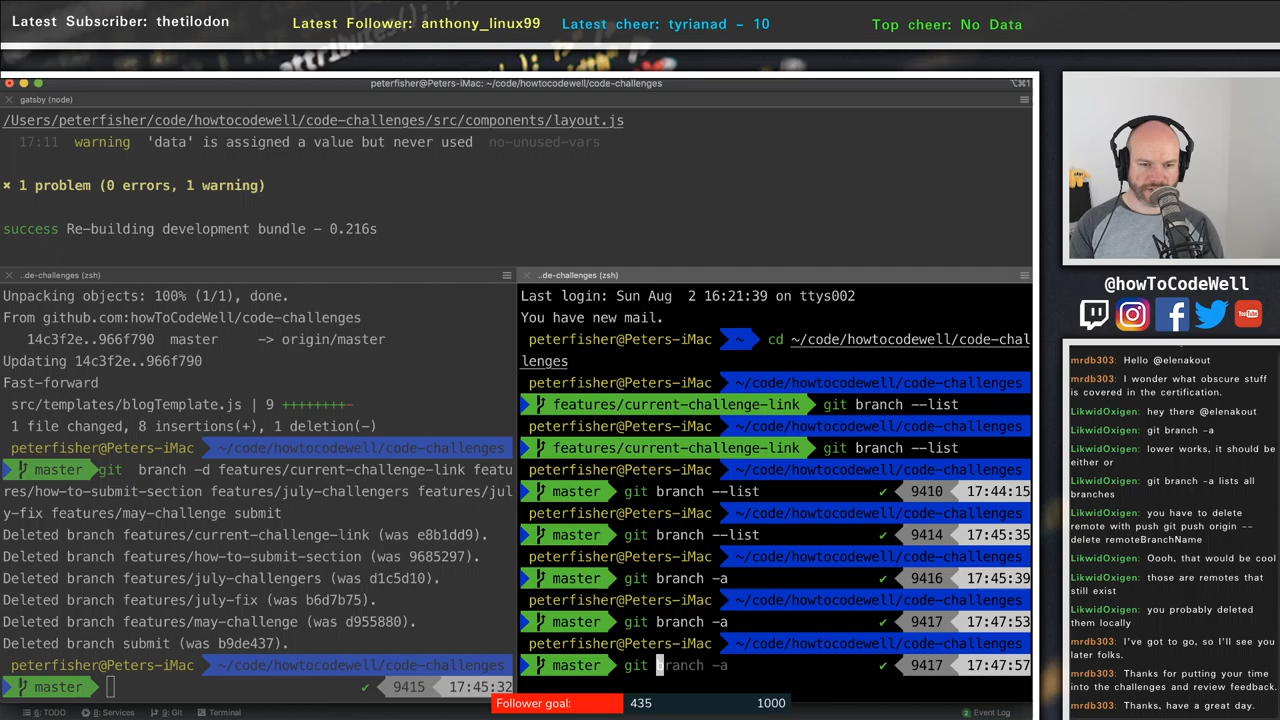 Latest Subscriber: thetilodon
Latest Follower: anthony_linux99
Latest cheer: tyrianad - 10
Top cheer: No Data
peterfisher@Peters-iMac: ~/code/howtocodewell/code-challenges
⌥⌘1
gatsby (node)
/Users/peterfisher/code/howtocodewell/code-challenges/src/components/layout.js
17:11 warning 'data' is assigned a value but never used no-unused-vars
✖ 1 problem (0 errors, 1 warning)
success Re-building development bundle - 0.216s
..de-challenges (zsh)
Unpacking objects: 100% (1/1), done.
From github.com:howToCodeWell/code-challenges
14c3f2e..966f790 master -> origin/master
Updating 14c3f2e..966f790
Fast-forward
src/templates/blogTemplate.js | 9 ++++++++-
1 file changed, 8 insertions(+), 1 deletion(-)
peterfisher@Peters-iMac ~/code/howtocodewell/code-challenges
master git branch -d features/current-challenge-link featu
res/how-to-submit-section features/july-challengers features/jul
y-fix features/may-challenge submit
Deleted branch features/current-challenge-link (was e8b1dd9).
Deleted branch features/how-to-submit-section (was 9685297).
Deleted branch features/july-challengers (was d1c5d10).
Deleted branch features/july-fix (was b6d7b75).
Deleted branch features/may-challenge (was d955880).
Deleted branch submit (was b9de437).
peterfisher@Peters-iMac ~/code/howtocodewell/code-challenges
master ✔ 9415 17:45:32
..de-challenges (zsh)
Last login: Sun Aug 2 16:21:39 on ttys002
You have new mail.
peterfisher@Peters-iMac ~ cd ~/code/howtocodewell/code-chal
lenges
peterfisher@Peters-iMac ~/code/howtocodewell/code-challenges
features/current-challenge-link git branch --list
peterfisher@Peters-iMac ~/code/howtocodewell/code-challenges
features/current-challenge-link git branch --list
peterfisher@Peters-iMac ~/code/howtocodewell/code-challenges
master git branch --list ✔ 9410 17:44:15
peterfisher@Peters-iMac ~/code/howtocodewell/code-challenges
master git branch --list ✔ 9414 17:45:35
peterfisher@Peters-iMac ~/code/howtocodewell/code-challenges
master git branch -a ✔ 9416 17:45:39
peterfisher@Peters-iMac ~/code/howtocodewell/code-challenges
master git branch -a ✔ 9417 17:47:53
peterfisher@Peters-iMac ~/code/howtocodewell/code-challenges
master git branch -a ✔ 9417 17:47:57
Follower goal: 435 1000
6: TODO 8: Services 9: Git Terminal
2 Event Log
@howToCodeWell
You Tube
mrdb303: Hello @elenakout
mrdb303: I wonder what obscure stuff
is covered in the certification.
LikwidOxigen: hey there @elenakout
LikwidOxigen: git branch -a
LikwidOxigen: lower works, it should be
either or
LikwidOxigen: git branch -a lists all
branches
LikwidOxigen: you have to delete
remote with push git push origin --
delete remoteBranchName
LikwidOxigen: Oooh, that would be cool
LikwidOxigen: those are remotes that
still exist
LikwidOxigen: you probably deleted
them locally
mrdb303: I've got to go, so I'll see you
later folks.
mrdb303: Thanks for putting your time
into the challenges and review feedback.
mrdb303: Thanks, have a great day.
attributes()